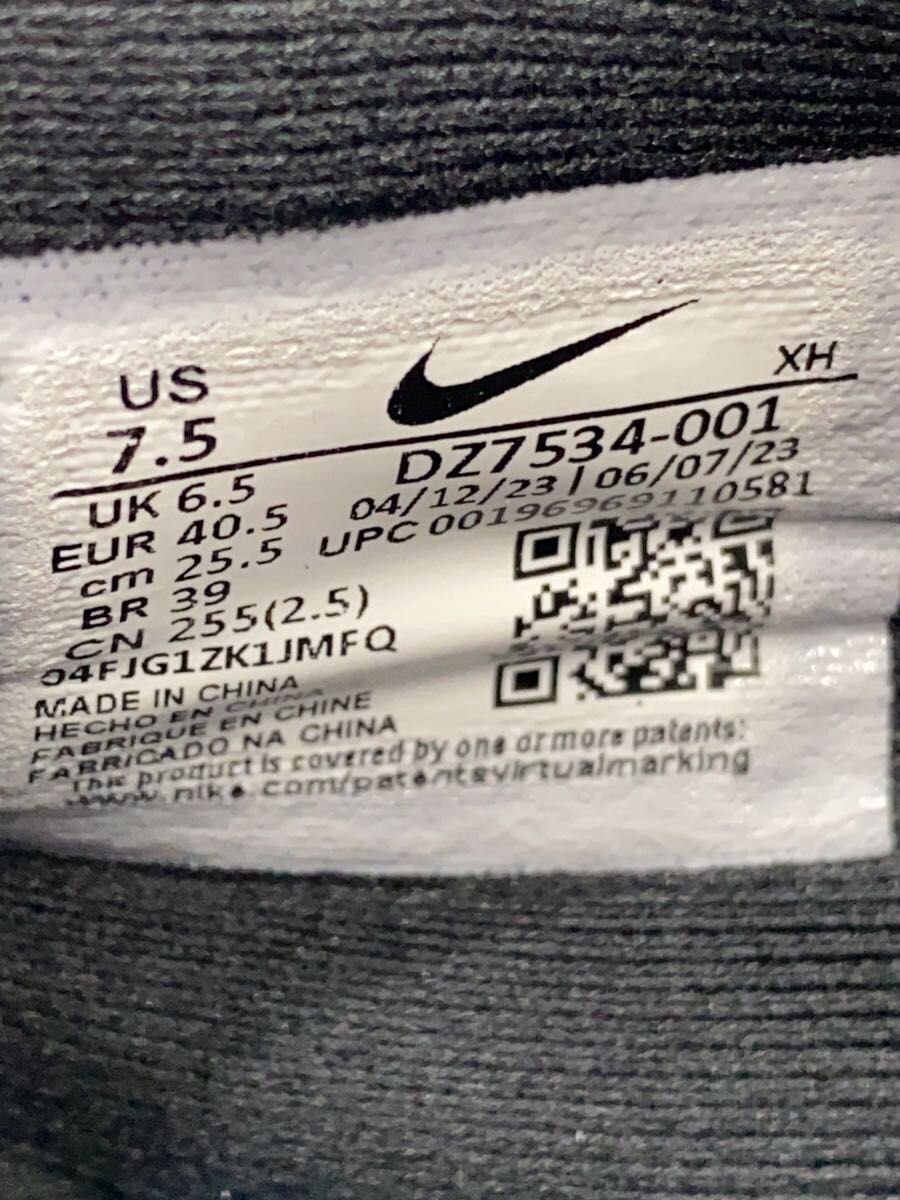 US
7.5
XH
DZ7534-001
UK 6.5
04/12/23 | 06/07/23
EUR 40.5
UPC 00196969110581
cm 25.5
BR 39
CN 255(2.5)
04FJG1ZK1JMFQ
MADE IN CHINA
HECHO EN CHINA
FABRIQUE EN CHINE
FABRICADO NA CHINA
This product is covered by one or more patents:
www.nike.com/patentsvirtualmarking